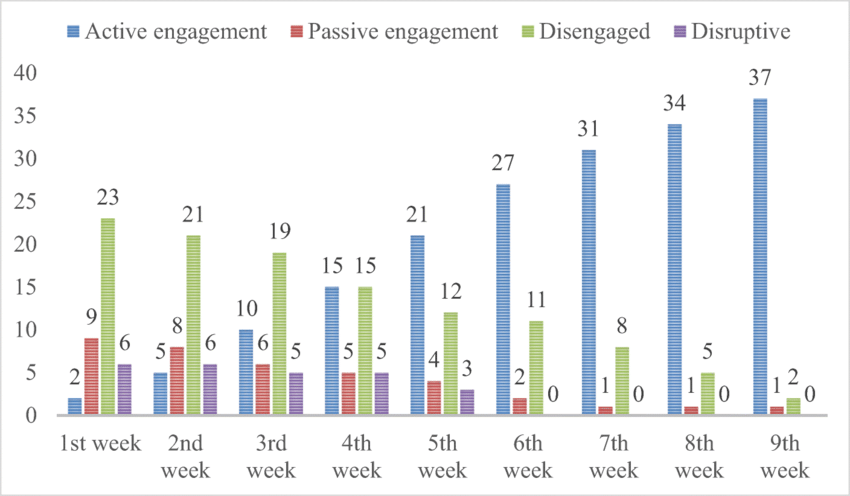 Active engagement Passive engagement Disengaged Disruptive
40
35
30
25
20
15
10
5
0
2 9 23 6
5 8 21 6
10 6 19 5
15 5 15 5
21 4 12 3
27 2 11 0
31 1 8 0
34 1 5 0
37 1 2 0
1st week
2nd
week
3rd
week
4th
week
5th
week
6th
week
7th
week
8th
week
9th
week